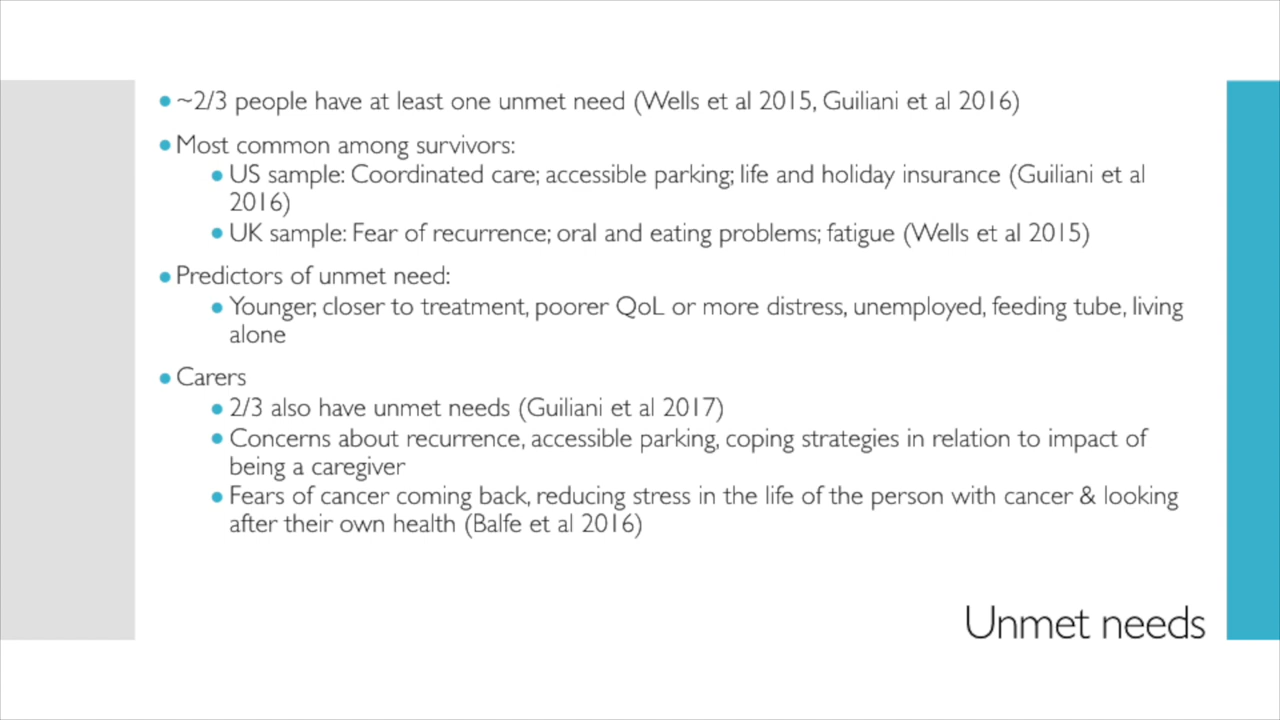 ~2/3 people have at least one unmet need (Wells et al 2015, Guiliani et al 2016)
Most common among survivors:
US sample: Coordinated care; accessible parking; life and holiday insurance (Guiliani et al
2016)
UK sample: Fear of recurrence; oral and eating problems; fatigue (Wells et al 2015)
Predictors of unmet need:
Younger, closer to treatment, poorer QoL or more distress, unemployed, feeding tube, living
alone
Carers
2/3 also have unmet needs (Guiliani et al 2017)
Concerns about recurrence, accessible parking, coping strategies in relation to impact of
being a caregiver
Fears of cancer coming back, reducing stress in the life of the person with cancer & looking
after their own health (Balfe et al 2016)
Unmet needs